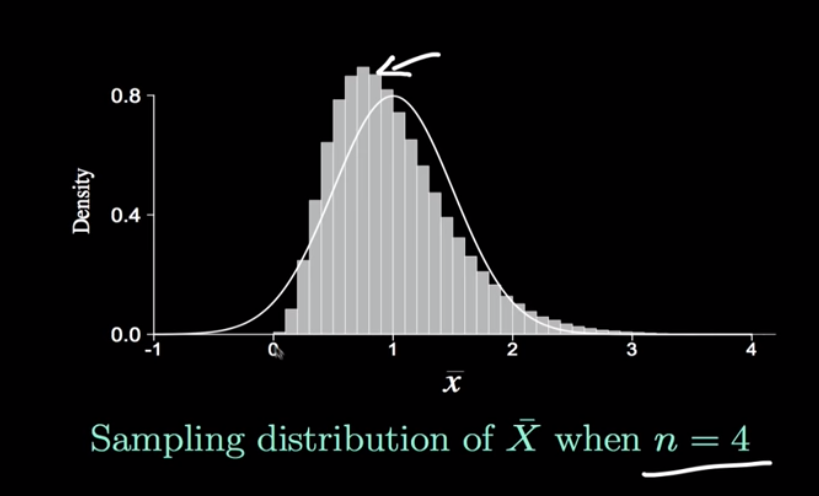 0.8
Density
0.4
0.0
-1 0 1 2 3 4
x̄
Sampling distribution of X̄ when n = 4